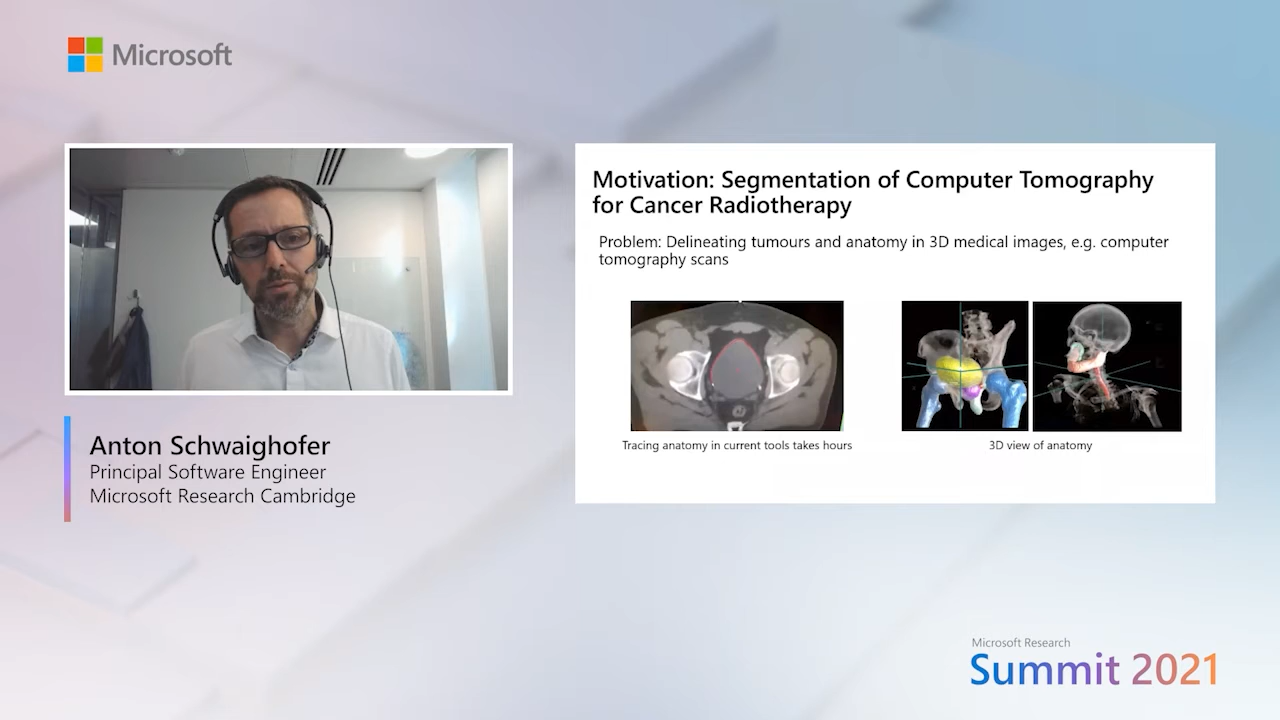 Microsoft
Motivation: Segmentation of Computer Tomography
for Cancer Radiotherapy
Problem: Delineating tumours and anatomy in 3D medical images, e.g. computer
tomography scans
Tracing anatomy in current tools takes hours
3D view of anatomy
Anton Schwaighofer
Principal Software Engineer
Microsoft Research Cambridge
Microsoft Research
Summit 2021